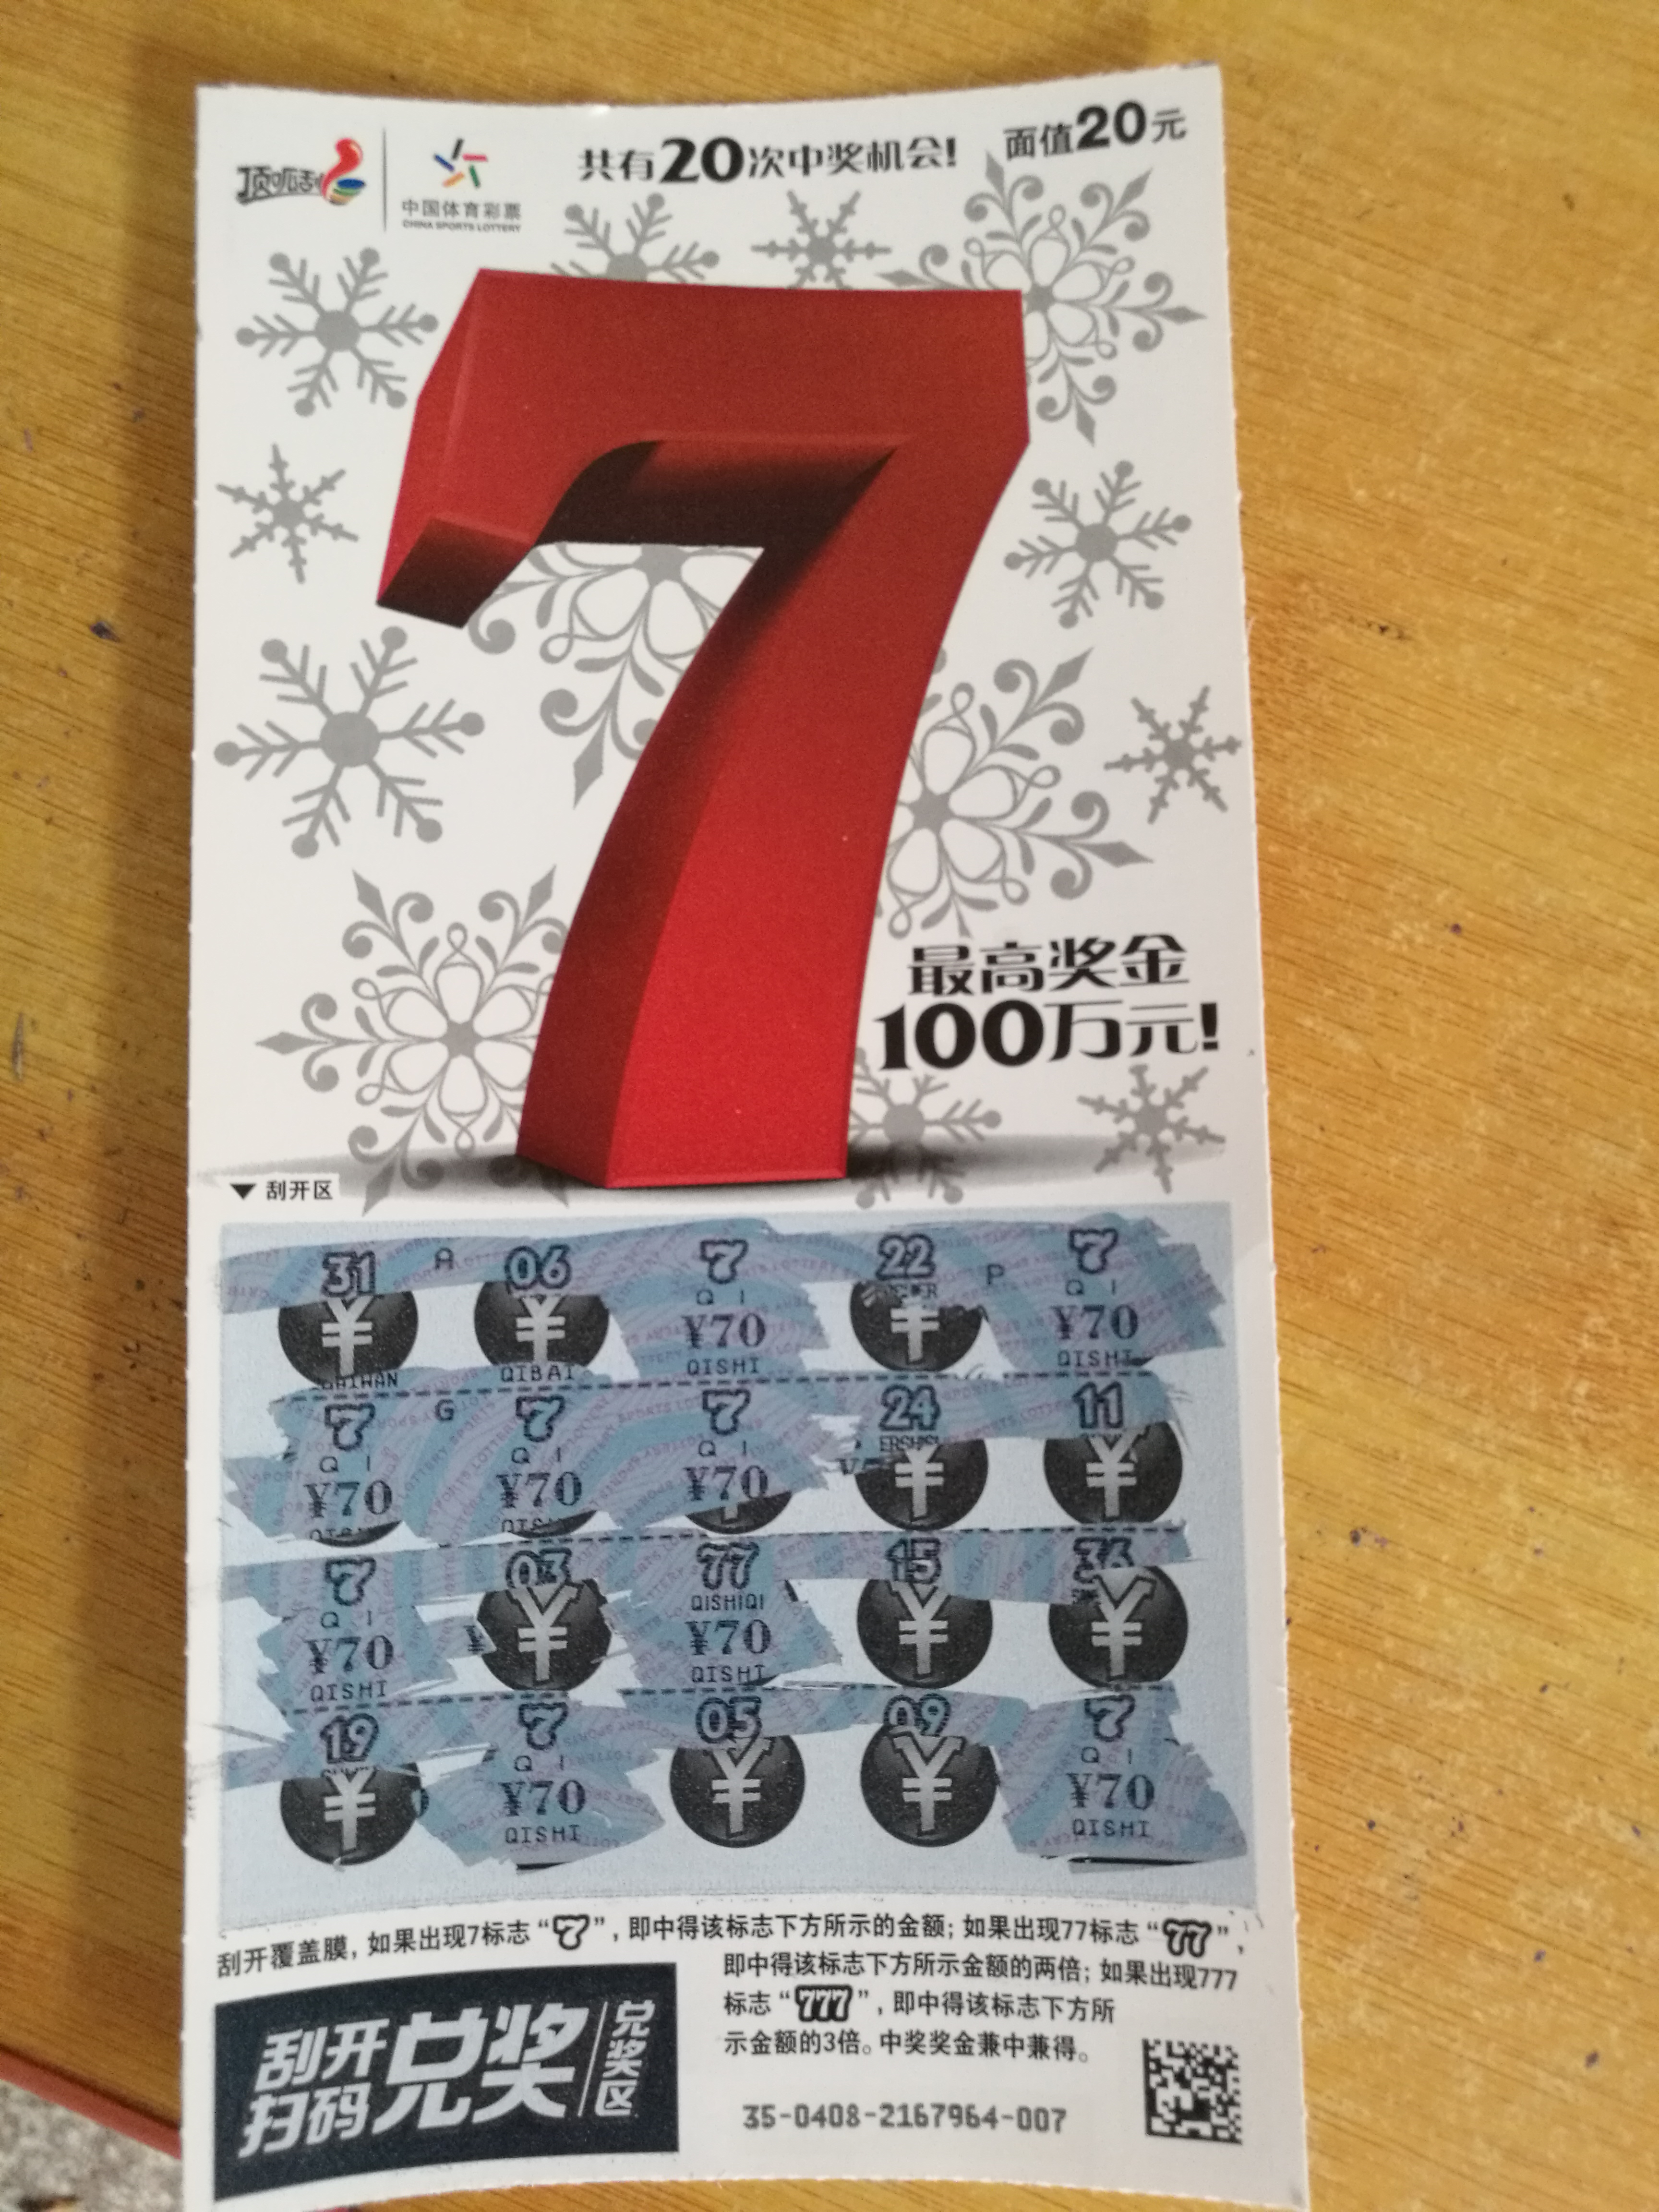 顶呱刮
中国体育彩票
CHINA SPORTS LOTTERY
共有20次中奖机会!
面值20元
7
最高奖金
100万元!
刮开区
31 A 06 7 22 P 7
Q I Q I
¥ ¥ ¥70 ¥ ¥70
QIBAI QISHI QISHI
7 G 7 7 24 11
Q I Q I Q I
¥70 ¥70 ¥70 ¥ ¥
7 03 77 15 36
Q I QISHIQI
¥70 ¥ ¥70 ¥ ¥
QISHI QISHI
19 7 05 09 7
Q I Q I
¥ ¥70 ¥ ¥ ¥70
QISHI QISHI
刮开覆盖膜,如果出现7标志“7”,即中得该标志下方所示的金额;如果出现77标志“77”,
即中得该标志下方所示金额的两倍;如果出现777
标志“777”,即中得该标志下方所
示金额的3倍。中奖奖金兼中兼得。
刮开
扫码
兑奖
兑奖区
35-0408-2167964-007